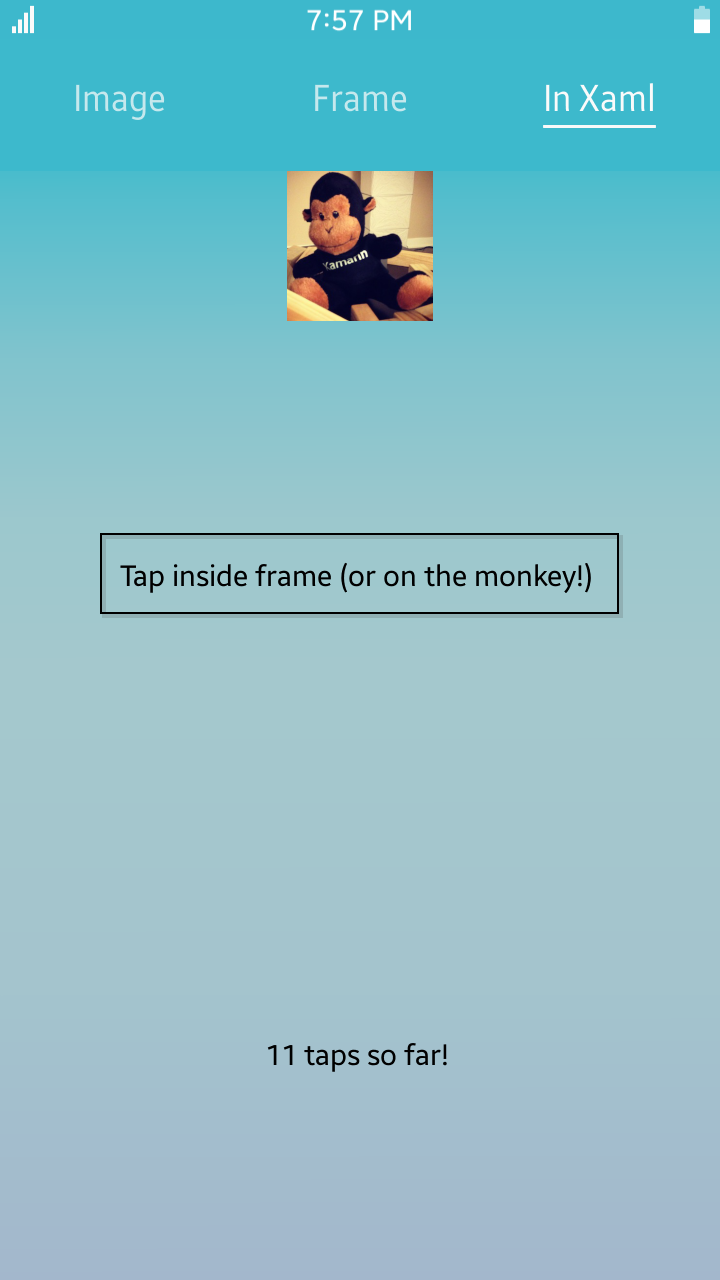 7:57 PM
Image Frame In Xaml
Xamarin
Tap inside frame (or on the monkey!)
11 taps so far!